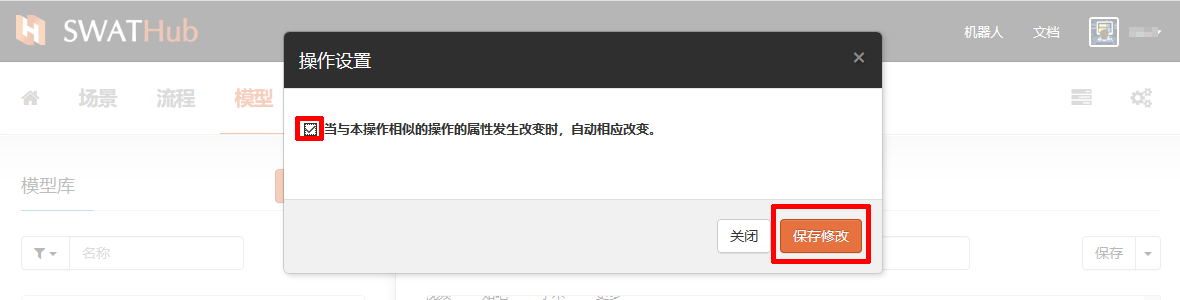 SWATHub
机器人 文档
操作设置 ×
场景 流程 模型
当与本操作相似的操作的属性发生改变时，自动相应改变。
模型库
关闭 保存修改
名称 保存